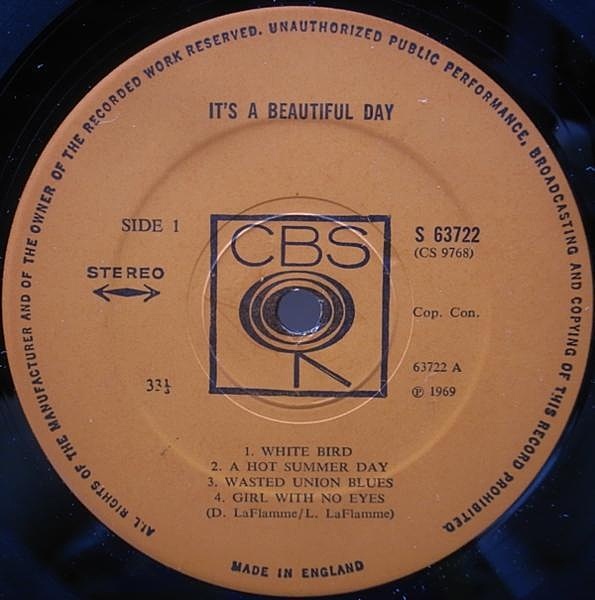 ALL RIGHTS OF THE MANUFACTURER AND OF THE OWNER OF THE RECORDED WORK RESERVED. UNAUTHORIZED PUBLIC PERFORMANCE, BROADCASTING AND COPYING OF THIS RECORD PROHIBITED.
IT'S A BEAUTIFUL DAY
SIDE 1
CBS
S 63722
(CS 9768)
STEREO
Cop. Con.
33⅓
63722 A
℗ 1969
1. WHITE BIRD
2. A HOT SUMMER DAY
3. WASTED UNION BLUES
4. GIRL WITH NO EYES
(D. LaFlamme/L. LaFlamme)
MADE IN ENGLAND